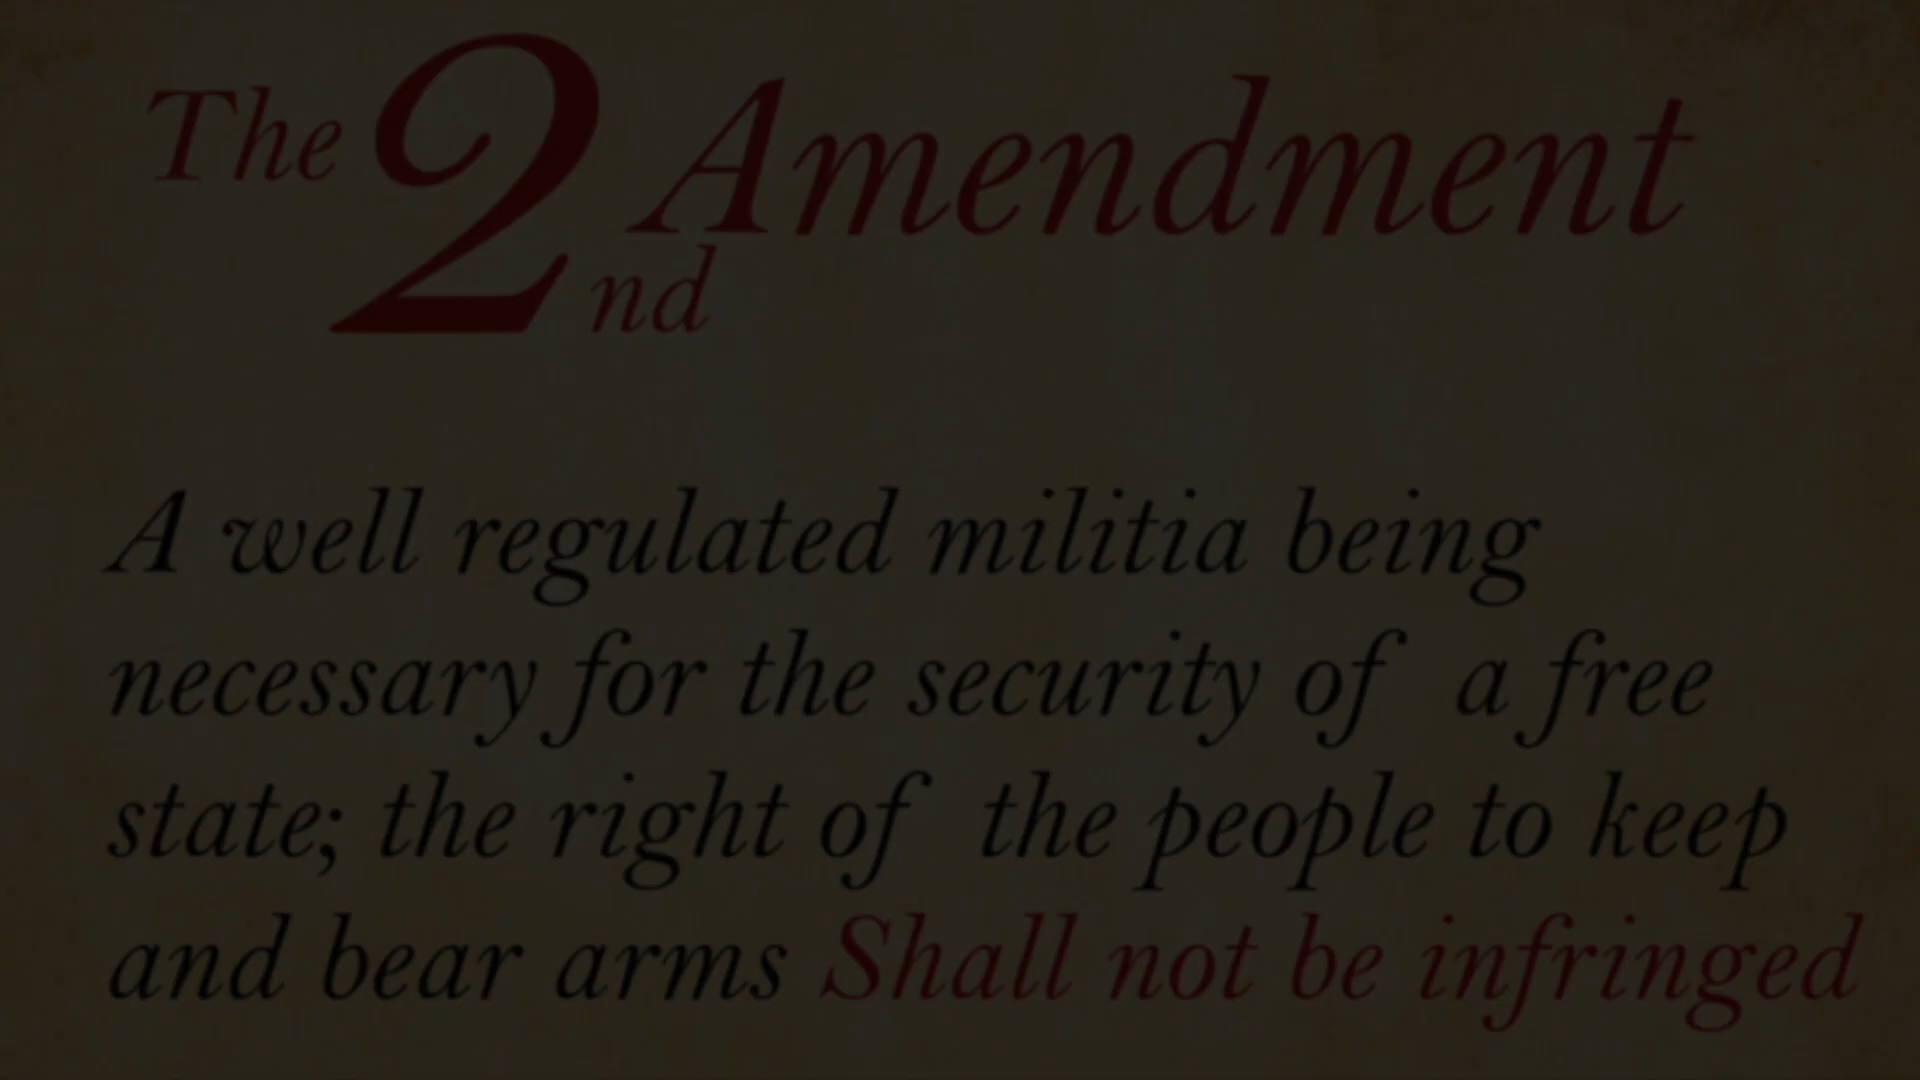 The 2nd Amendment
A well regulated militia being
necessary for the security of a free
state; the right of the people to keep
and bear arms Shall not be infringed